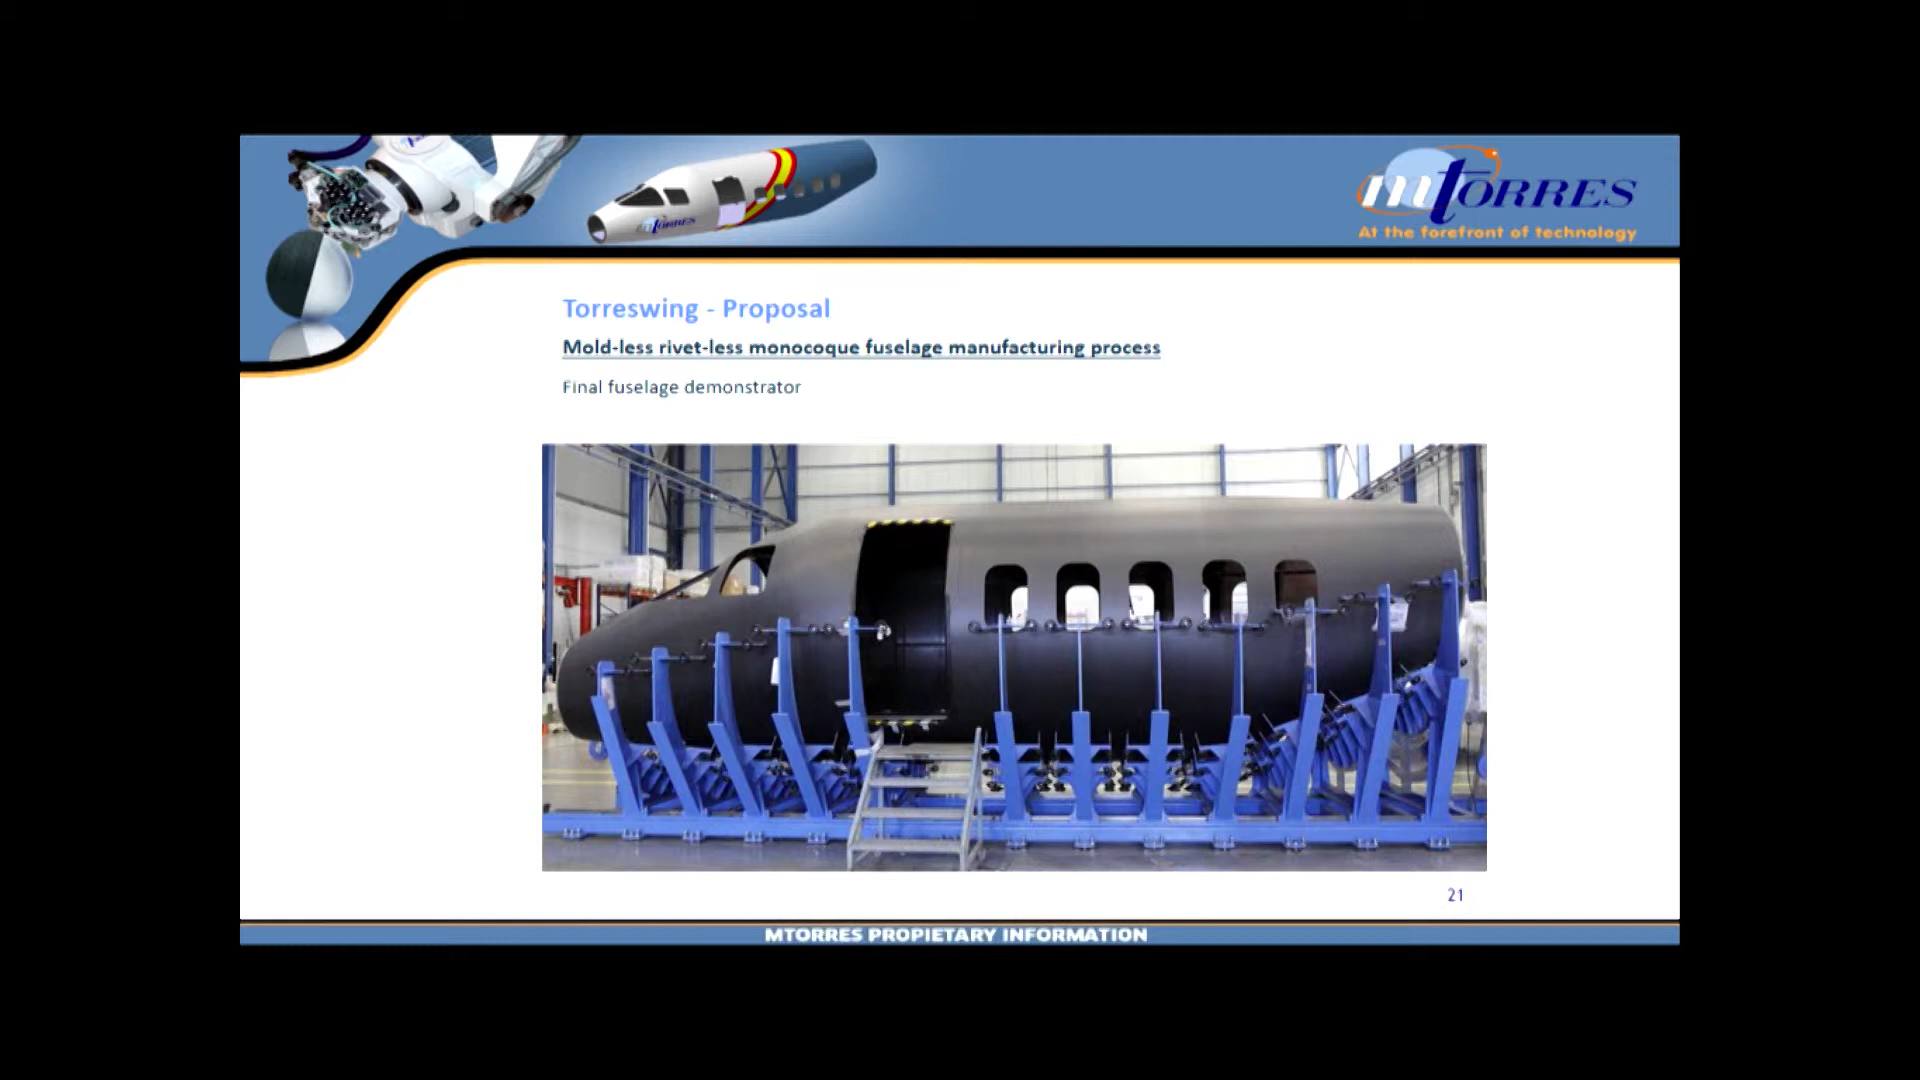 mTORRES
At the forefront of technology
mTORRES
Torreswing - Proposal
Mold-less rivet-less monocoque fuselage manufacturing process
Final fuselage demonstrator
21
MTORRES PROPIETARY INFORMATION